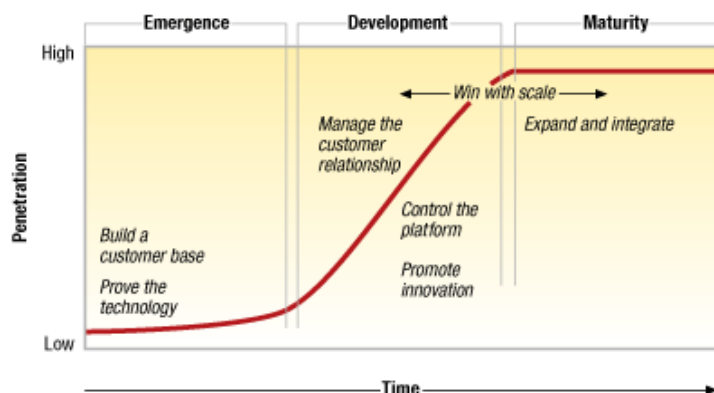 Emergence
Development
Maturity
High
Win with scale
Manage the
customer
relationship
Expand and integrate
Penetration
Control the
platform
Build a
customer base
Promote
innovation
Prove the
technology
Low
Time